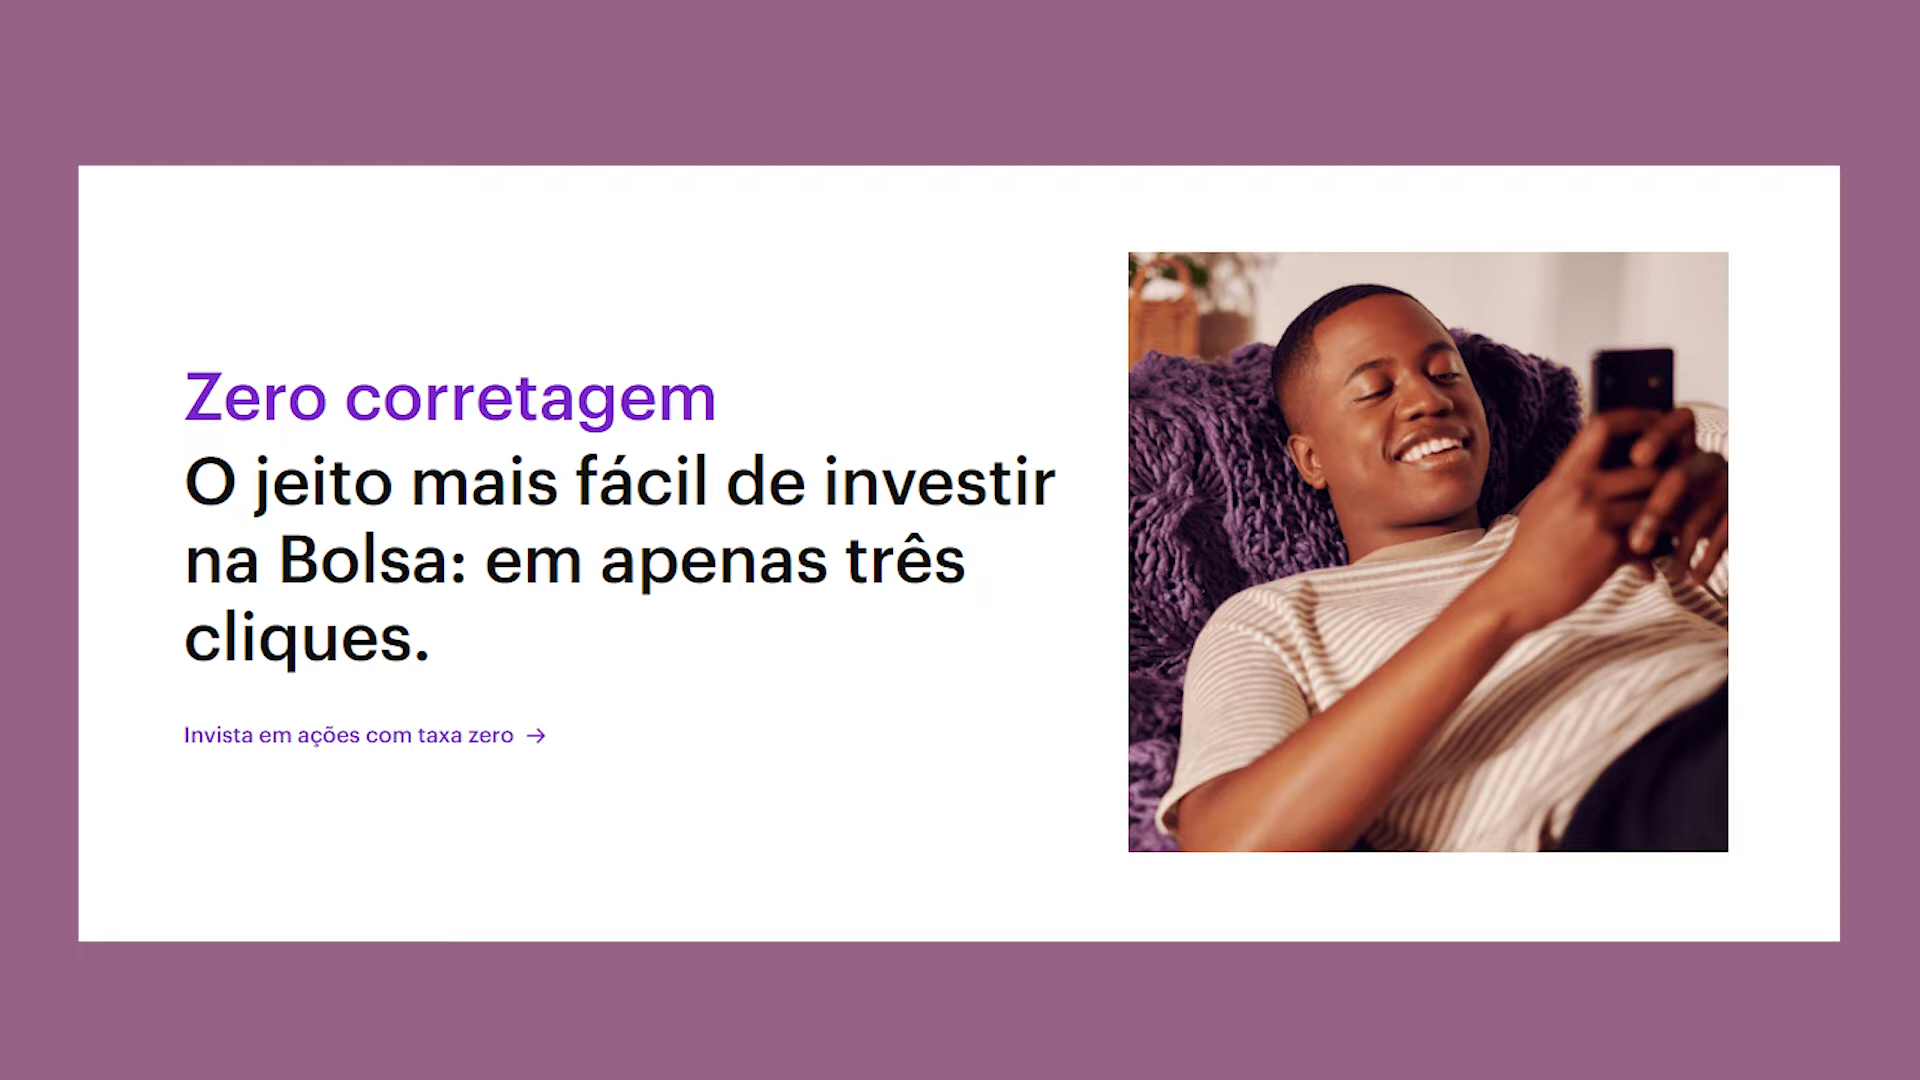 Zero corretagem
O jeito mais fácil de investir
na Bolsa: em apenas três
cliques.
Invista em ações com taxa zero →